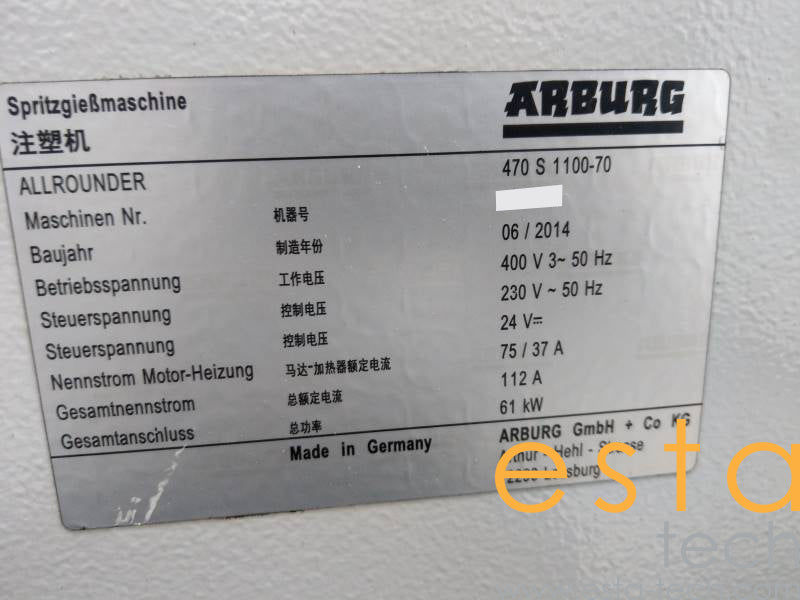 Spritzgießmaschine
ARBURG
注塑机
ALLROUNDER 470 S 1100-70
Maschinen Nr. 机器号
Baujahr 制造年份 06 / 2014
Betriebsspannung 工作电压 400 V 3~ 50 Hz
Steuerspannung 控制电压 230 V ~ 50 Hz
Steuerspannung 控制电压 24 V⎓
Nennstrom Motor-Heizung 马达-加热器额定电流 75 / 37 A
Gesamtnennstrom 总额定电流 112 A
Gesamtanschluss 总功率 61 kW
Made in Germany
ARBURG GmbH + Co KG
Arthur - Hehl -
esta
tech